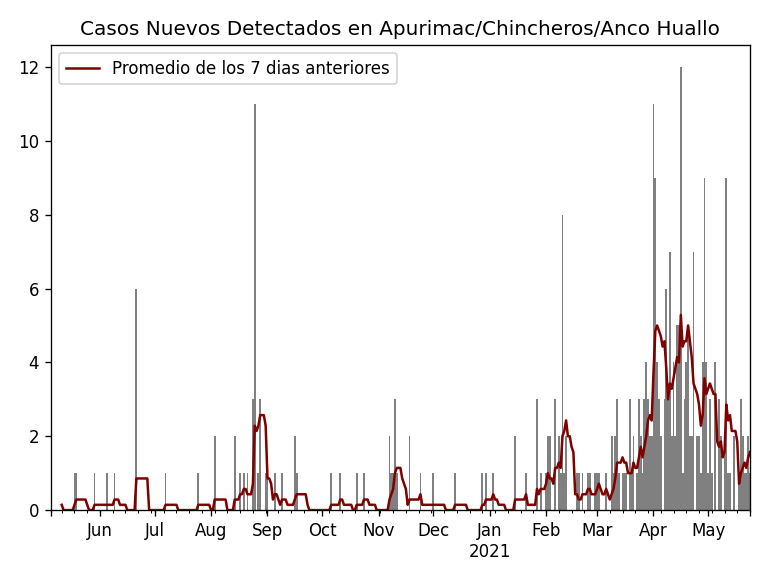 Casos Nuevos Detectados en Apurimac/Chincheros/Anco Huallo
Promedio de los 7 dias anteriores
12
10
8
6
4
2
0
Jun Jul Aug Sep Oct Nov Dec Jan Feb Mar Apr May
2021